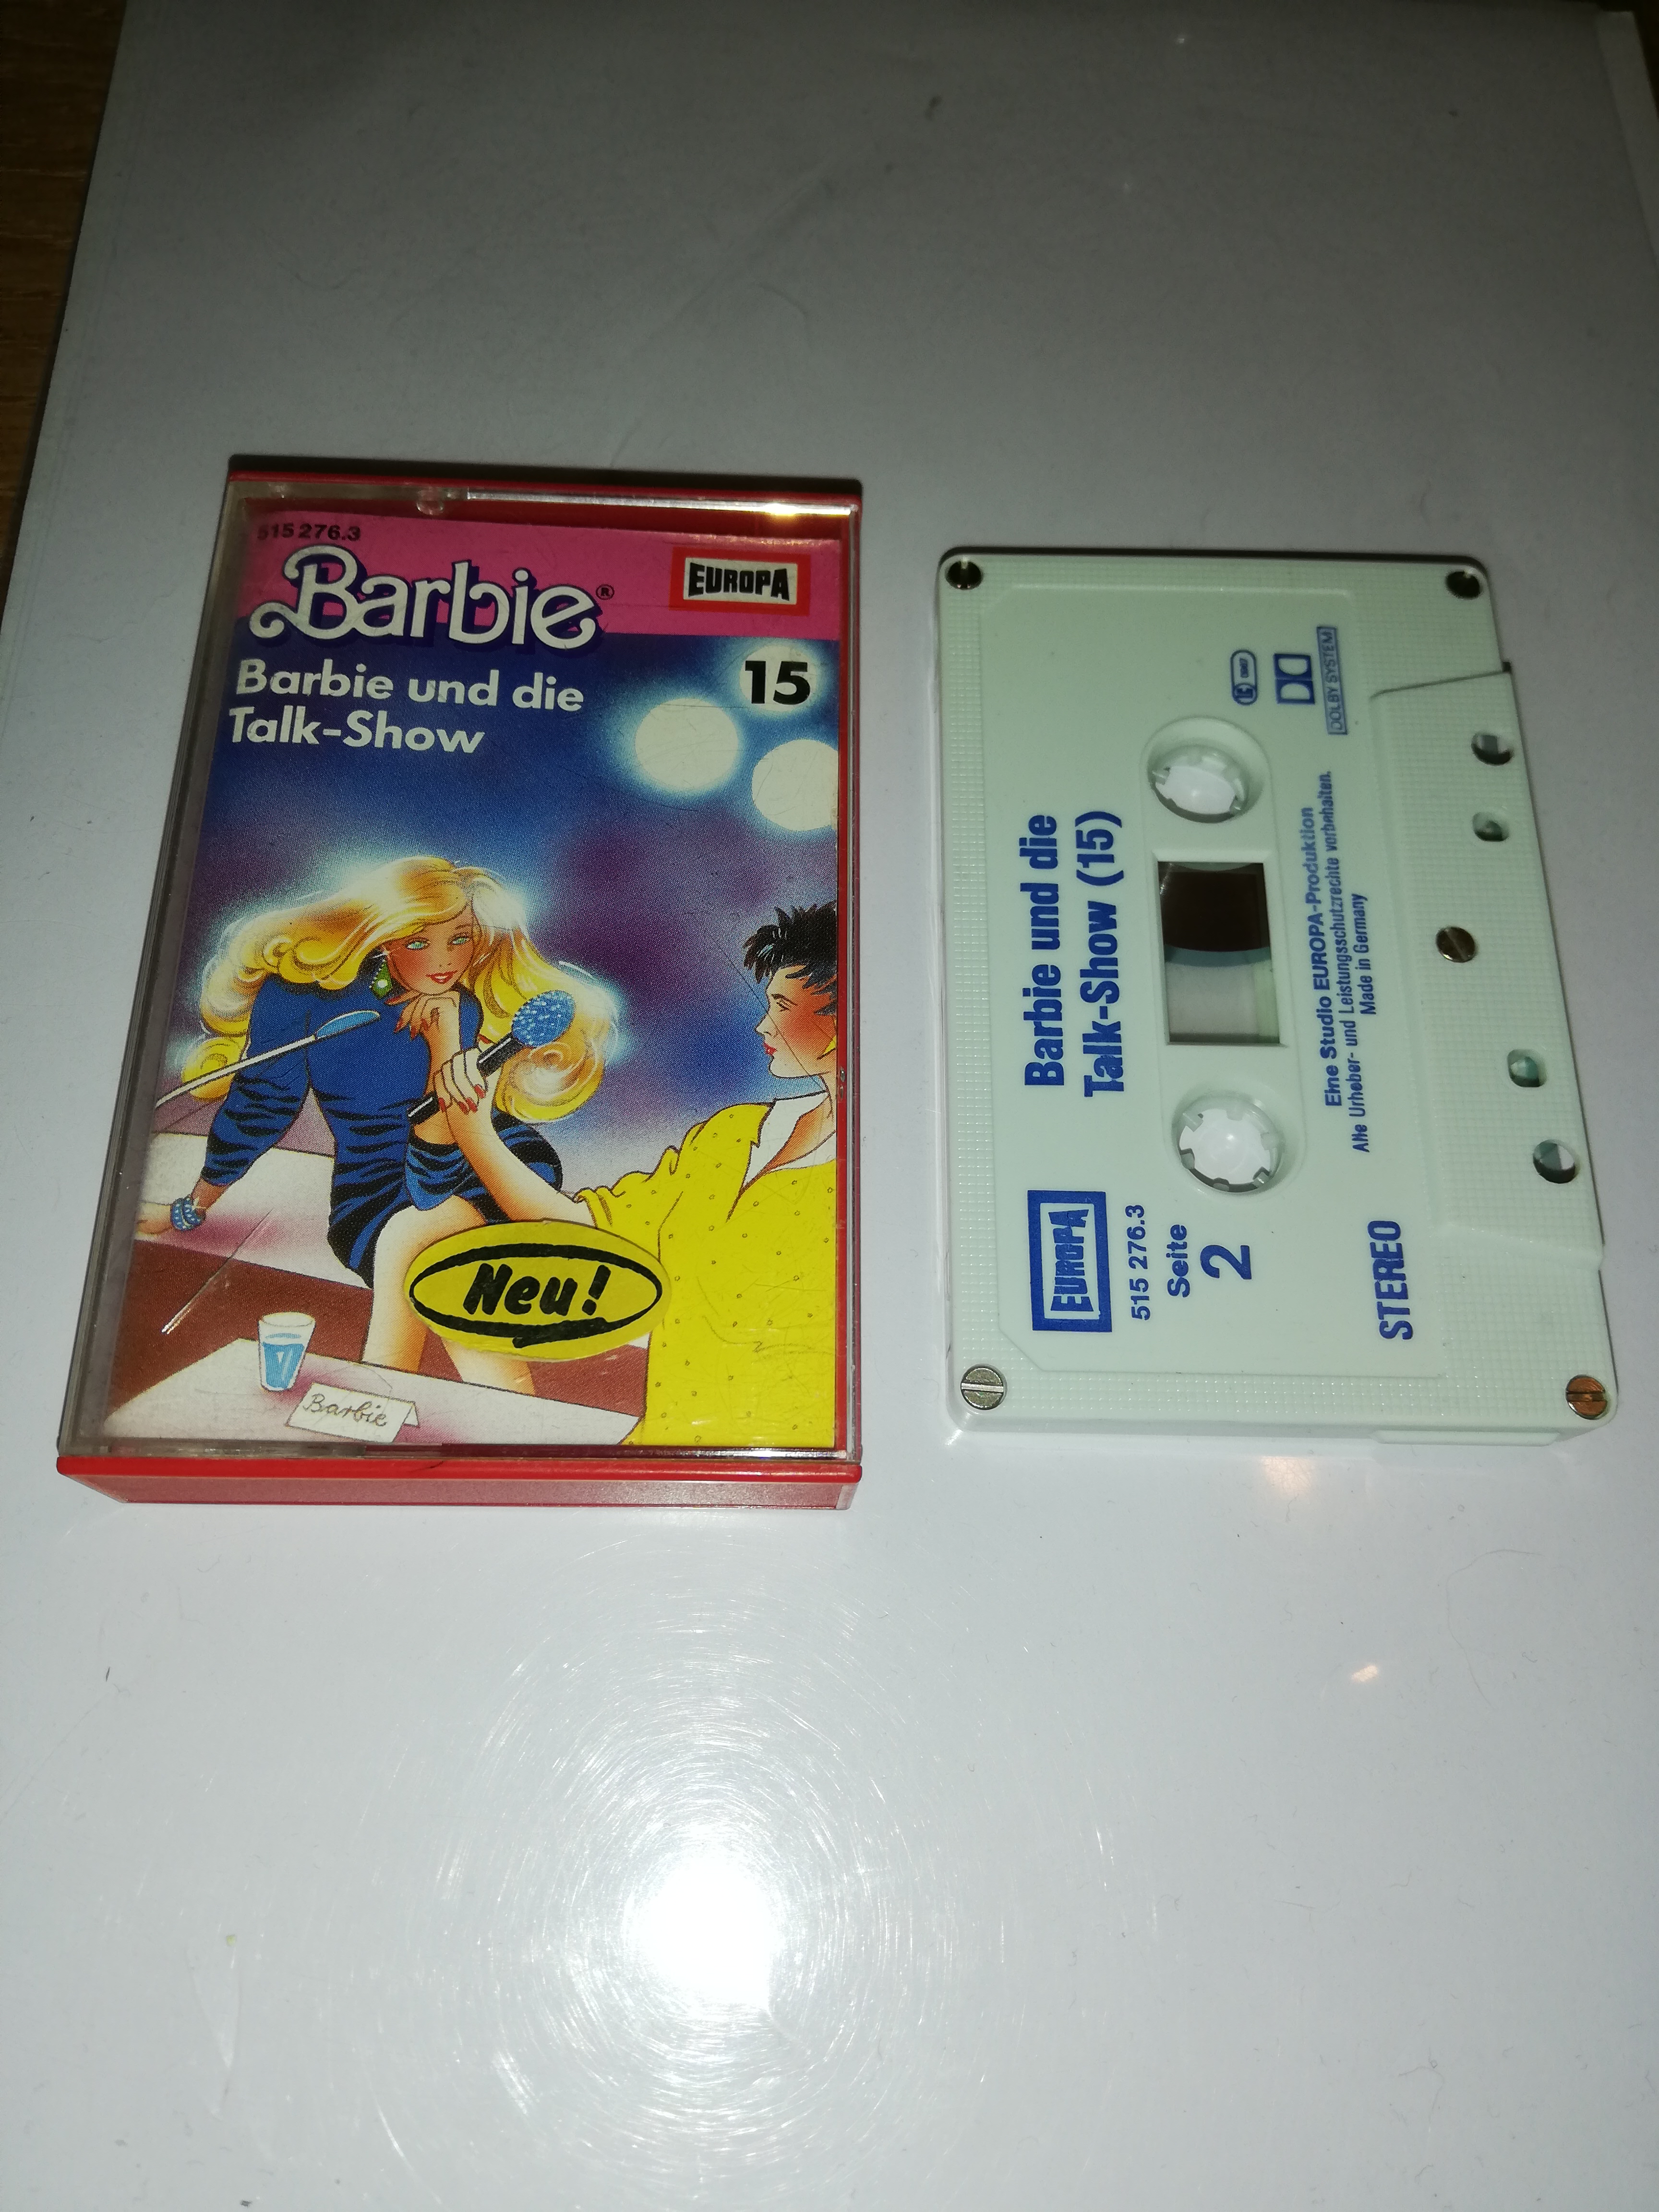 515 276.3
Barbie®
EUROPA
15
Barbie und die
Talk-Show
Neu!
Barbie
Barbie und die
Talk-Show (15)
EUROPA
515 276.3
Seite
2
DOLBY SYSTEM
Eine Studio EUROPA-Produktion
Alle Urheber- und Leistungsschutzrechte vorbehalten.
Made in Germany
STEREO